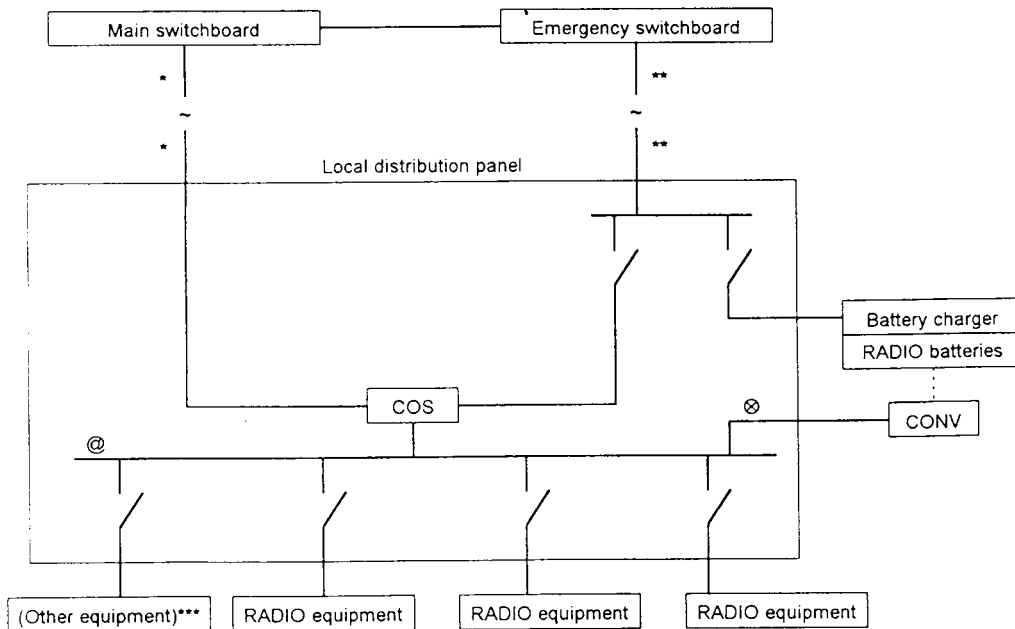 Main switchboard
Emergency switchboard
*
**
~
~
*
**
Local distribution panel
Battery charger
RADIO batteries
COS
⊗
CONV
@
(Other equipment)***
RADIO equipment
RADIO equipment
RADIO equipment